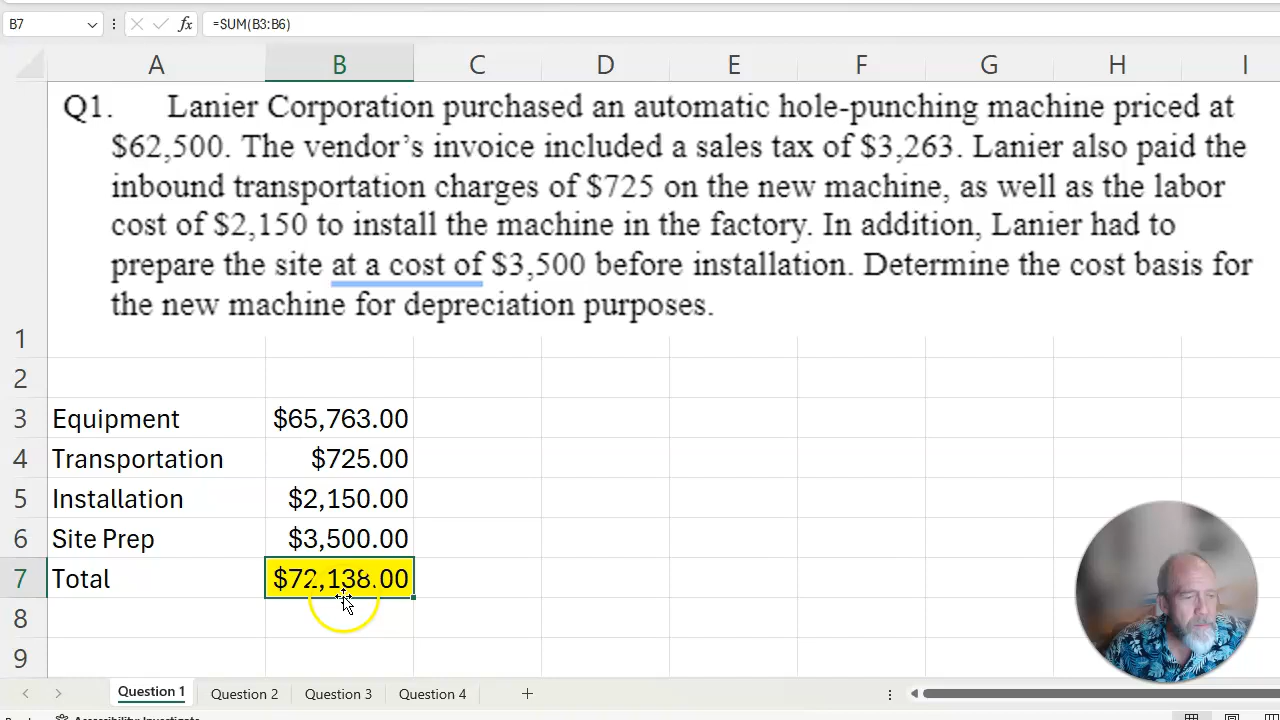 B7
fx
=SUM(B3:B6)
A B C D E F G H I
Q1. Lanier Corporation purchased an automatic hole-punching machine priced at
$62,500. The vendor's invoice included a sales tax of $3,263. Lanier also paid the
inbound transportation charges of $725 on the new machine, as well as the labor
cost of $2,150 to install the machine in the factory. In addition, Lanier had to
prepare the site at a cost of $3,500 before installation. Determine the cost basis for
the new machine for depreciation purposes.
1
2
3 Equipment $65,763.00
4 Transportation $725.00
5 Installation $2,150.00
6 Site Prep $3,500.00
7 Total $72,138.00
8
9
Question 1 Question 2 Question 3 Question 4